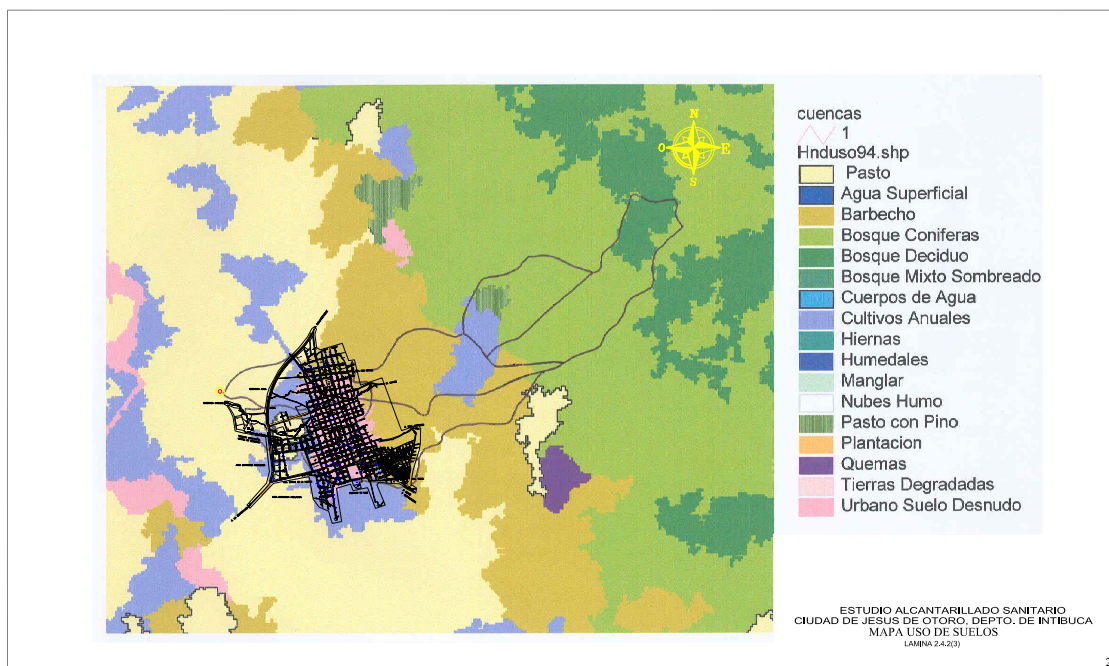 N
O
E
S
cuencas
1
Hnduso94.shp
Pasto
Agua Superficial
Barbecho
Bosque Coniferas
Bosque Deciduo
Bosque Mixto Sombreado
Cuerpos de Agua
Cultivos Anuales
Hiernas
Humedales
Manglar
Nubes Humo
Pasto con Pino
Plantacion
Quemas
Tierras Degradadas
Urbano Suelo Desnudo
ESTUDIO ALCANTARILLADO SANITARIO
CIUDAD DE JESUS DE OTORO, DEPTO. DE INTIBUCA
MAPA USO DE SUELOS
LAMINA 2.4.2(3)
2